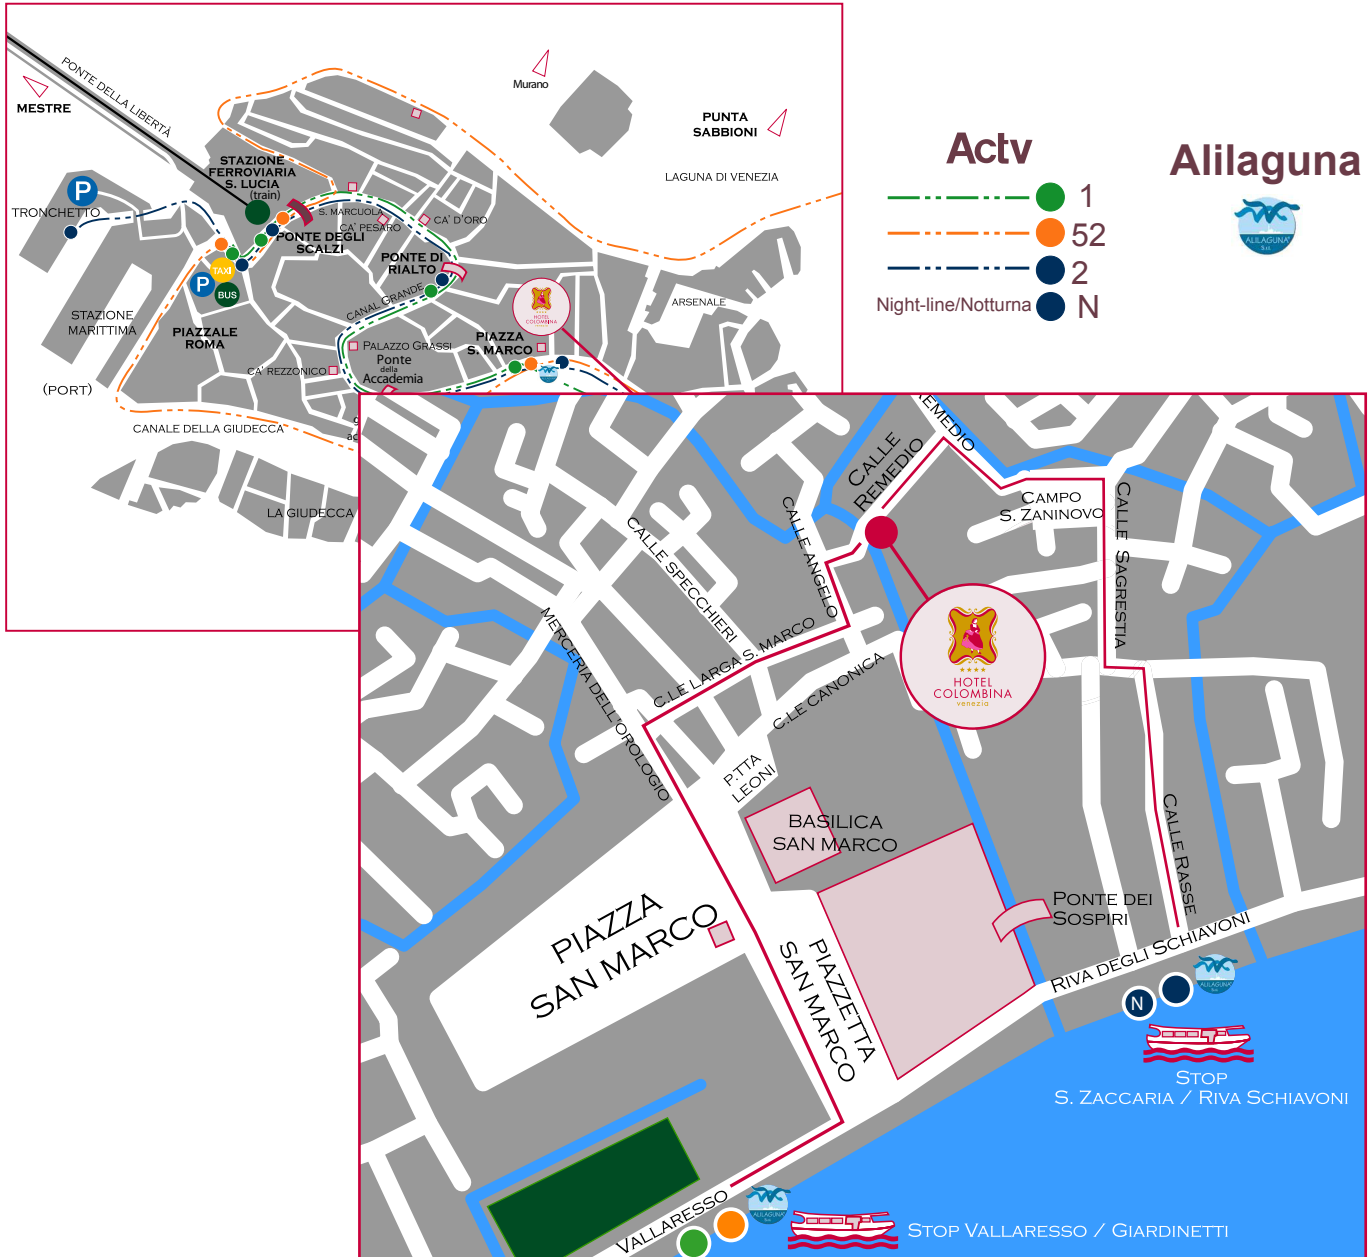 PONTE DELLA LIBERTÀ
MESTRE
Murano
PUNTA
SABBIONI
LAGUNA DI VENEZIA
STAZIONE
FERROVIARIA
S. LUCIA
(train)
P
TRONCHETTO
S. MARCUOLA
CA' PESARO
CA' D'ORO
PONTE DEGLI
SCALZI
PONTE DI
RIALTO
TAXI
P
BUS
CANAL GRANDE
HOTEL
COLOMBINA
ARSENALE
STAZIONE
MARITTIMA
PIAZZALE
ROMA
PALAZZO GRASSI
PIAZZA
S. MARCO
Ponte
della
Accademia
CA' REZZONICO
(PORT)
CANALE DELLA GIUDECCA
LA GIUDECCA
Actv
1
52
2
Night-line/Notturna
N
Alilaguna
ALILAGUNA
S.r.l.
REMEDIO
CALLE
REMEDIO
CAMPO
S. ZANINOVO
CALLE SAGRESTIA
CALLE ANGELO
CALLE SPECCHIERI
MERCERIA DELL'OROLOGIO
C.LE LARGA S. MARCO
C.LE CANONICA
HOTEL
COLOMBINA
venezia
P.TTA
LEONI
BASILICA
SAN MARCO
CALLE RASSE
PIAZZA
SAN MARCO
PIAZZETTA
SAN MARCO
PONTE DEI
SOSPIRI
RIVA DEGLI SCHIAVONI
N
ALILAGUNA
S.r.l.
STOP
S. ZACCARIA / RIVA SCHIAVONI
VALLARESSO
ALILAGUNA
S.r.l.
STOP VALLARESSO / GIARDINETTI